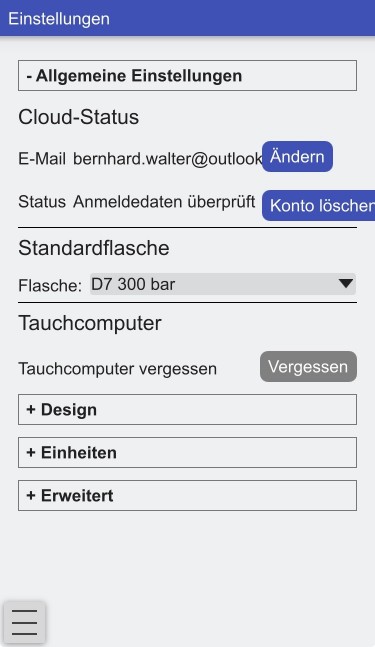 Einstellungen
- Allgemeine Einstellungen
Cloud-Status
E-Mail bernhard.walter@outlook Ändern
Status Anmeldedaten überprüft Konto löschen
Standardflasche
Flasche: D7 300 bar
Tauchcomputer
Tauchcomputer vergessen Vergessen
+ Design
+ Einheiten
+ Erweitert